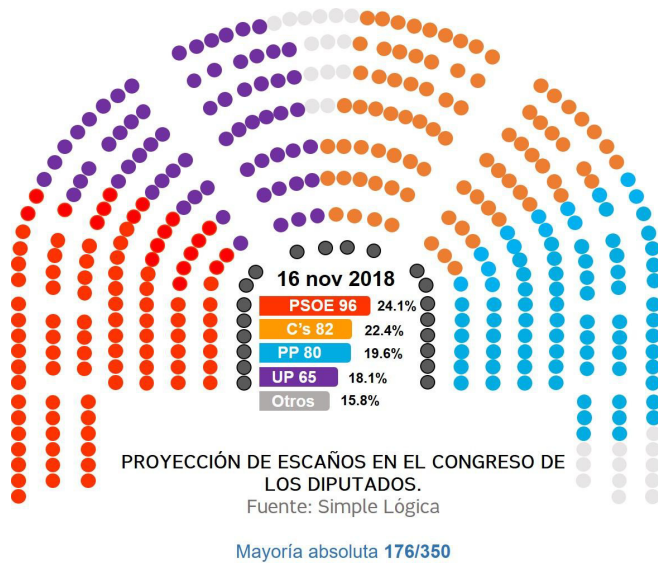 16 nov 2018
PSOE 96 24.1%
C's 82 22.4%
PP 80 19.6%
UP 65 18.1%
Otros 15.8%
PROYECCIÓN DE ESCAÑOS EN EL CONGRESO DE
LOS DIPUTADOS.
Fuente: Simple Lógica
Mayoría absoluta 176/350